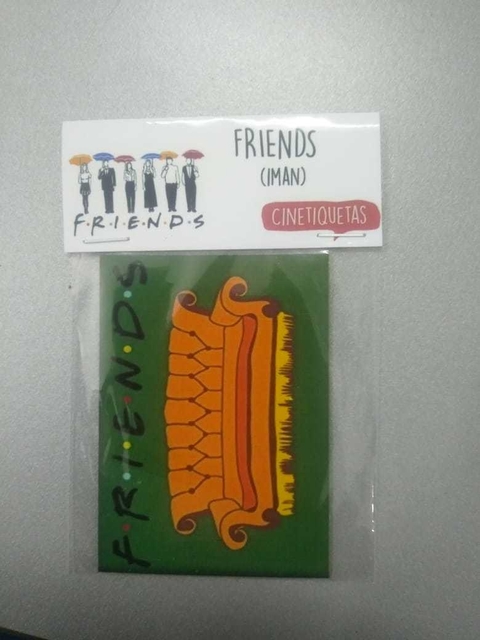 FRIENDS
(IMAN)
CINETIQUETAS
F·R·I·E·N·D·S
F·R·I·E·N·D·S